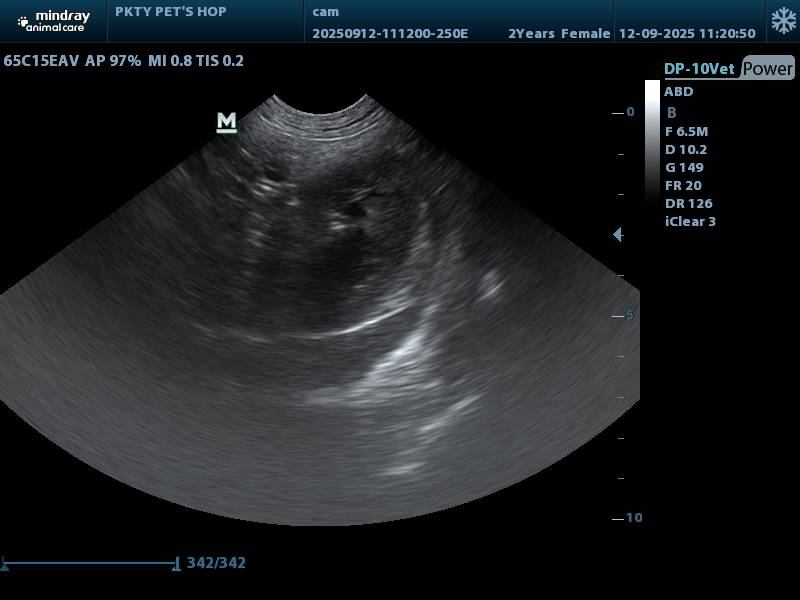 mindray
animalcare
PKTY PET'S HOP
cam
20250912-111200-250E
2Years Female
12-09-2025 11:20:50
65C15EAV AP 97% MI 0.8 TIS 0.2
DP-10Vet
Power
M
ABD
B
F 6.5M
D 10.2
G 149
FR 20
DR 126
iClear 3
0
5
10
342/342